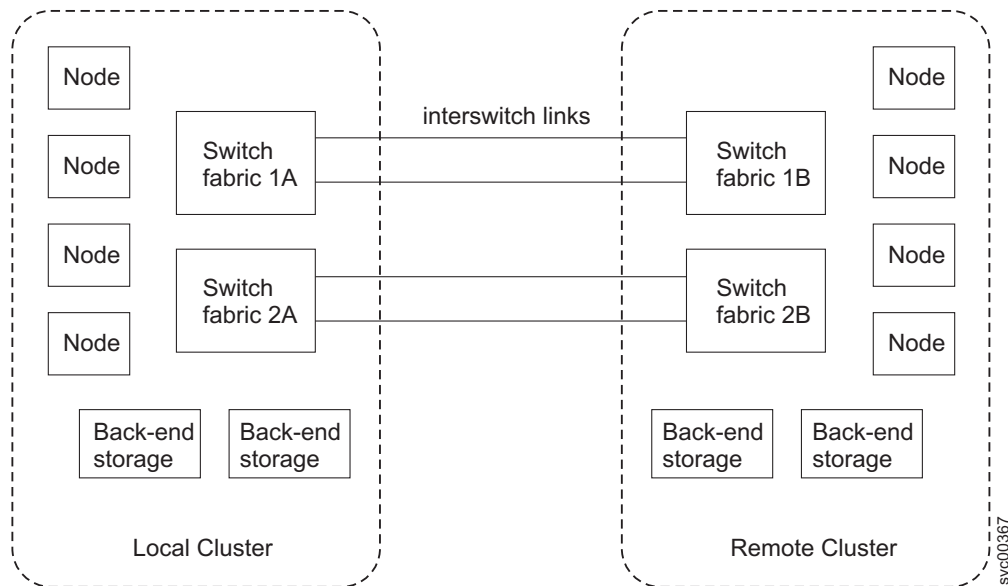 Node
Node
interswitch links
Switch
fabric 1A
Switch
fabric 1B
Node
Node
Node
Node
Switch
fabric 2A
Switch
fabric 2B
Node
Node
Back-end
storage
Back-end
storage
Back-end
storage
Back-end
storage
Local Cluster
Remote Cluster
svc00367